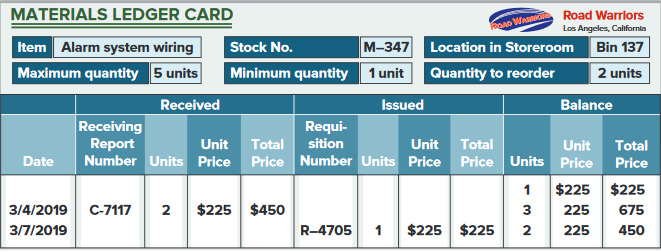 MATERIALS LEDGER CARD
ROAD WARRIORS
Road Warriors
Los Angeles, California
Item Alarm system wiring Stock No. M–347 Location in Storeroom Bin 137
Maximum quantity 5 units Minimum quantity 1 unit Quantity to reorder 2 units
Received Issued Balance
Date Receiving Report Number Units Unit Price Total Price Requi-sition Number Units Unit Price Total Price Units Unit Price Total Price
1 $225 $225
3/4/2019 C-7117 2 $225 $450 3 225 675
3/7/2019 R–4705 1 $225 $225 2 225 450